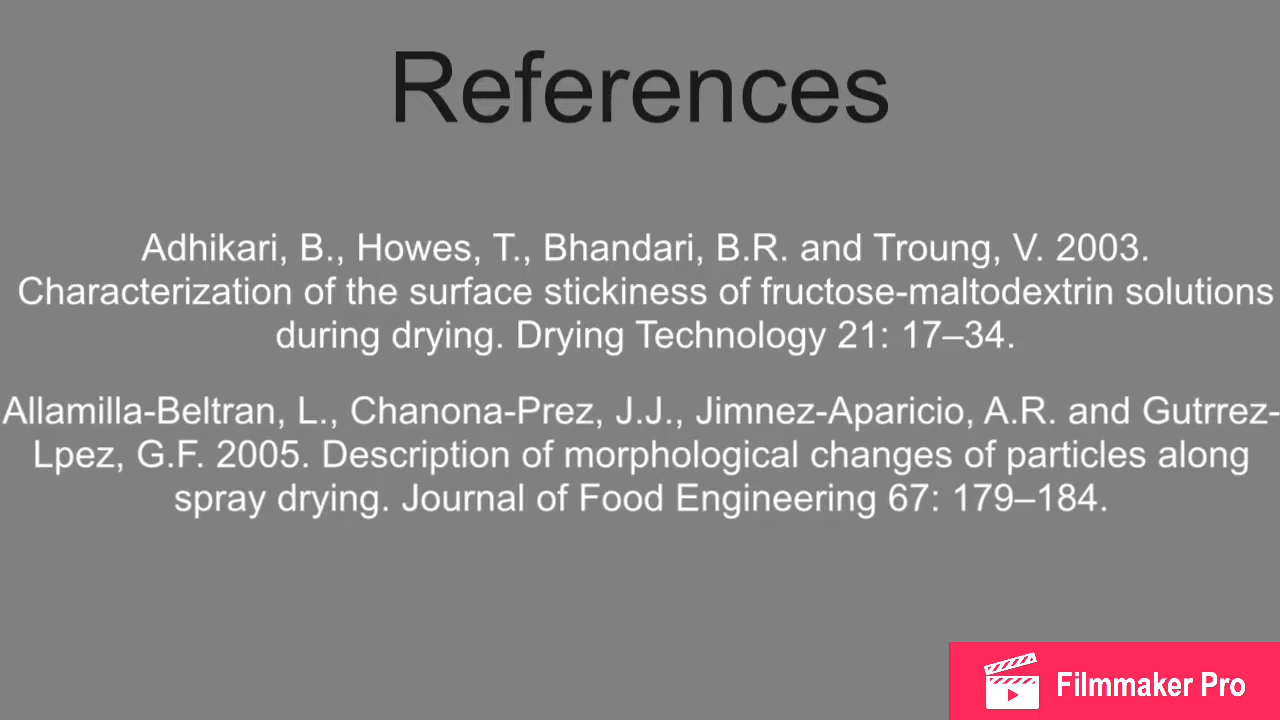 References
Adhikari, B., Howes, T., Bhandari, B.R. and Troung, V. 2003.
Characterization of the surface stickiness of fructose-maltodextrin solutions
during drying. Drying Technology 21: 17–34.
Allamilla-Beltran, L., Chanona-Prez, J.J., Jimnez-Aparicio, A.R. and Gutrrez-
Lpez, G.F. 2005. Description of morphological changes of particles along
spray drying. Journal of Food Engineering 67: 179–184.
Filmmaker Pro